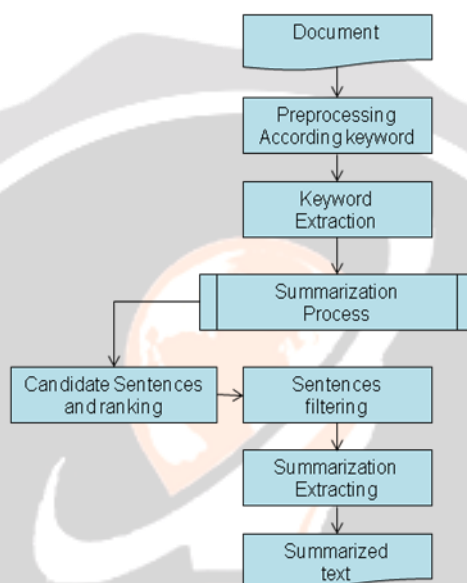 Document
Preprocessing
According keyword
Keyword
Extraction
Summarization
Process
Candidate Sentences
and ranking
Sentences
filtering
Summarization
Extracting
Summarized
text